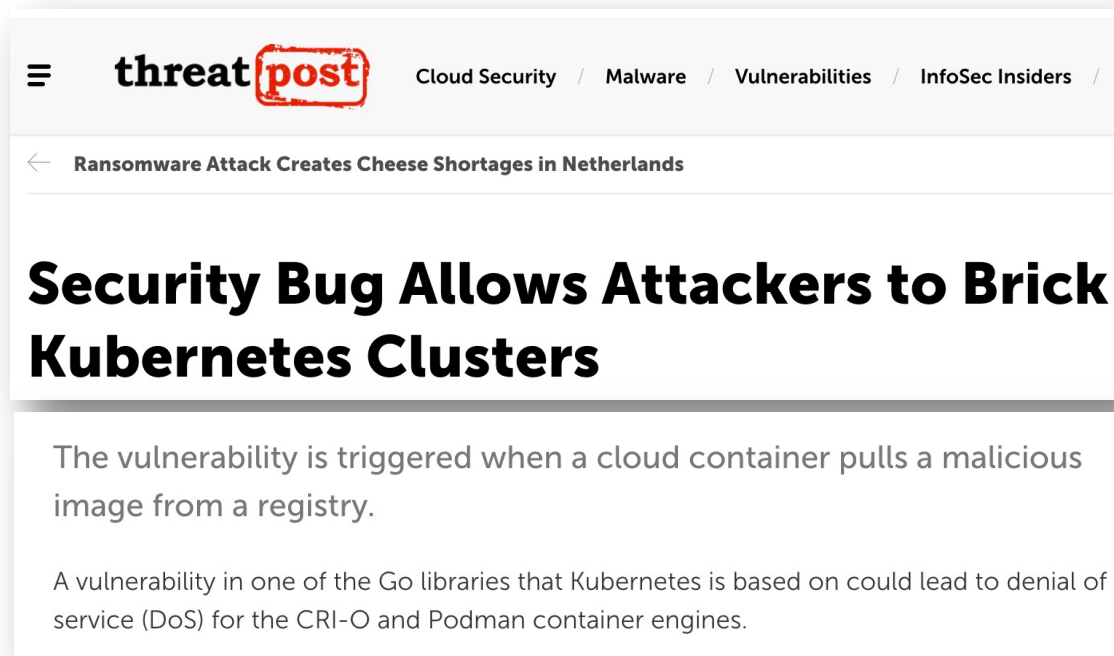 threatpost
Cloud Security / Malware / Vulnerabilities / InfoSec Insiders /
Ransomware Attack Creates Cheese Shortages in Netherlands
Security Bug Allows Attackers to Brick
Kubernetes Clusters
The vulnerability is triggered when a cloud container pulls a malicious
image from a registry.
A vulnerability in one of the Go libraries that Kubernetes is based on could lead to denial of
service (DoS) for the CRI-O and Podman container engines.